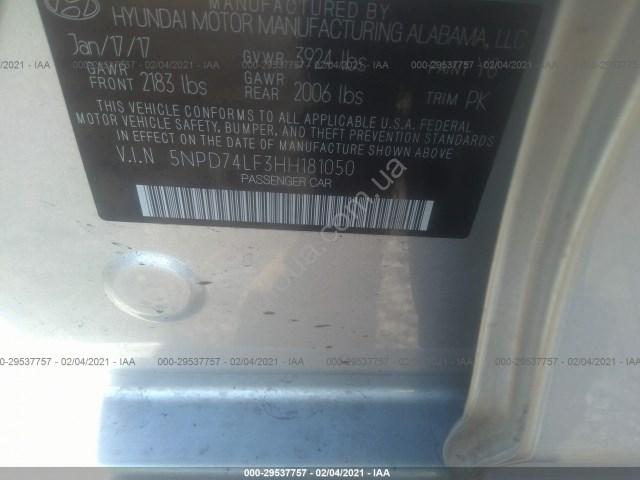 MANUFACTURED BY
HYUNDAI MOTOR MANUFACTURING ALABAMA, LLC
Jan/17/17 GVWR 3924 lbs PAINT
000-29537757 - 02/04/2021 - IAA
GAWR FRONT 2183 lbs GAWR REAR 2006 lbs TRIM PK
THIS VEHICLE CONFORMS TO ALL APPLICABLE U.S.A. FEDERAL
MOTOR VEHICLE SAFETY, BUMPER, AND THEFT PREVENTION STANDARDS
IN EFFECT ON THE DATE OF MANUFACTURE SHOWN ABOVE.
V.I.N 5NPD74LF3HH181050
PASSENGER CAR
000-29537757 - 02/04/2021 - IAA
000-29537757 - 02/04/2021 - IAA